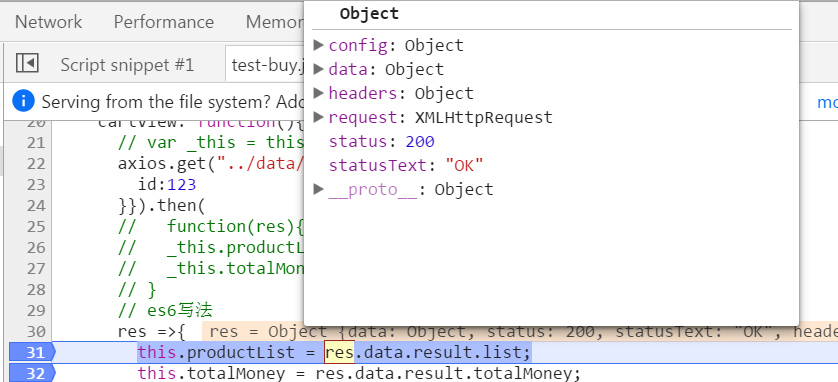 Network Performance Memor
Script snippet #1 test-buy.j
Serving from the file system? Add mo
Object
config: Object
data: Object
headers: Object
request: XMLHttpRequest
status: 200
statusText: "OK"
__proto__: Object
20 cartview: function(){
21 // var _this = this
22 axios.get("../data/
23 id:123
24 }}).then(
25 // function(res){
26 // _this.productL
27 // _this.totalMon
28 // }
29 // es6写法
30 res =>{ res = Object {data: Object, status: 200, statusText: "OK", heade
31 this.productList = res.data.result.list;
32 this.totalMoney = res.data.result.totalMoney;